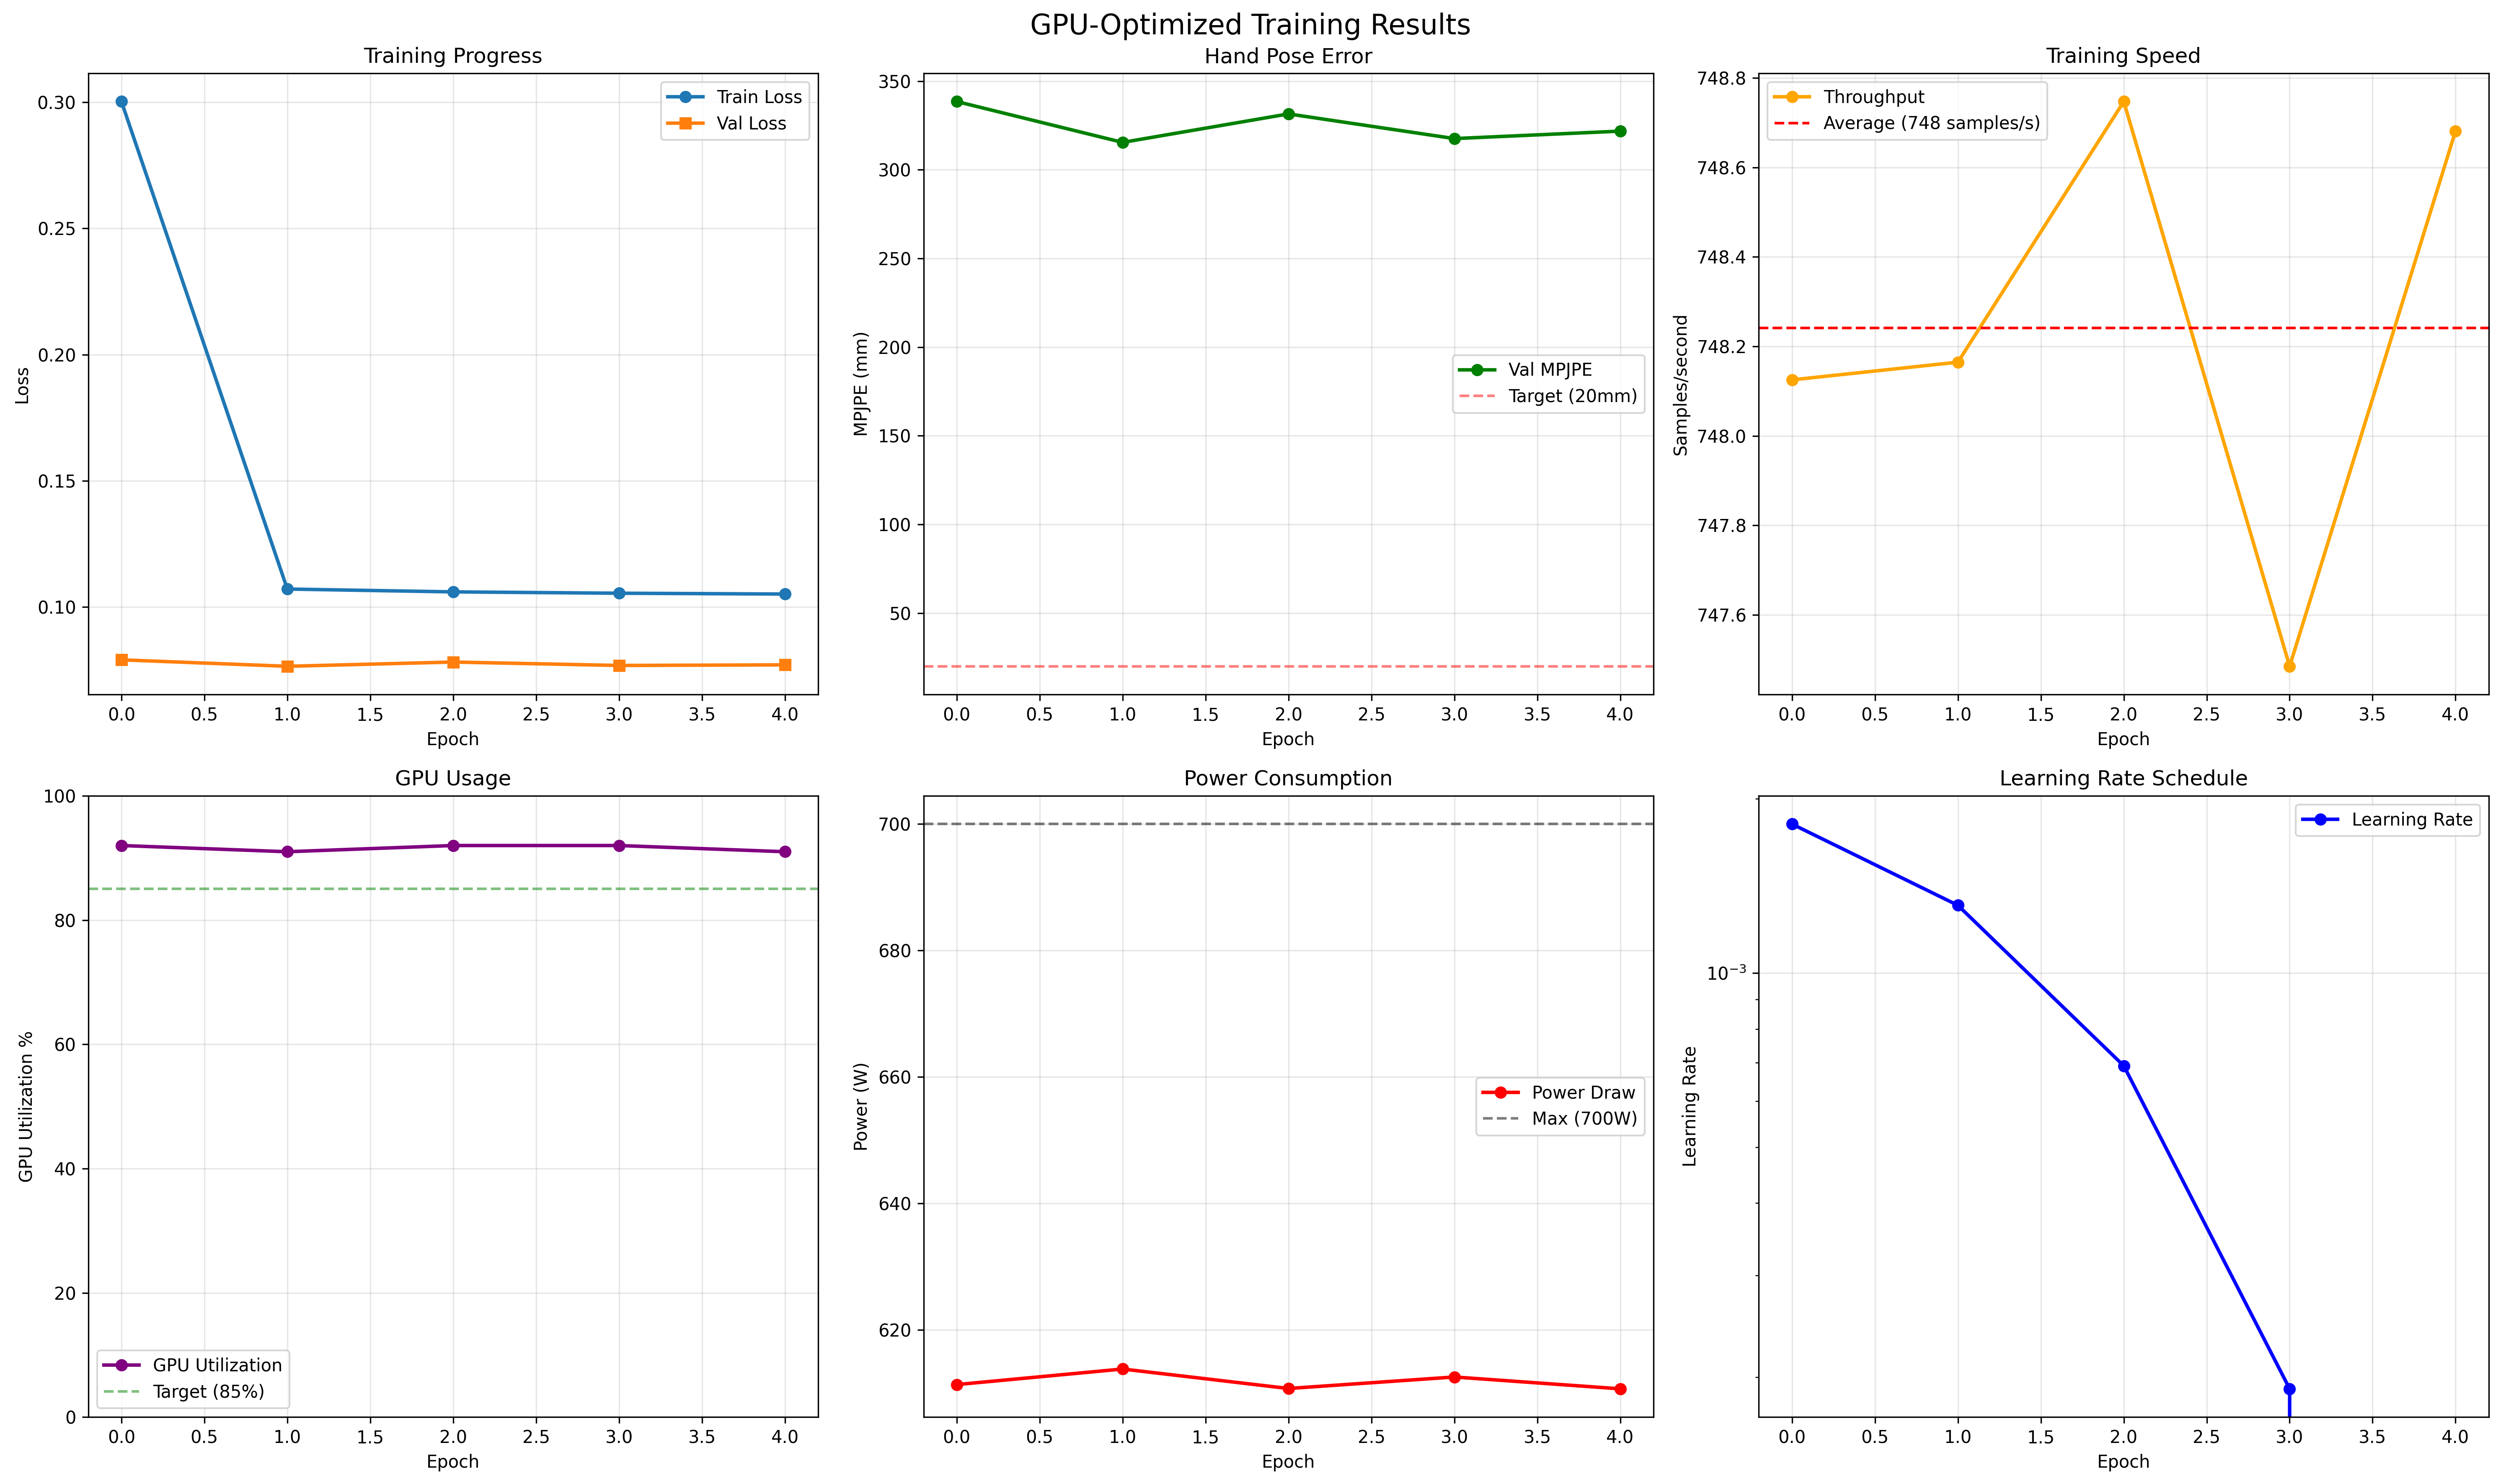 GPU-Optimized Training Results
Training Progress
0.30
0.25
0.20
0.15
0.10
Loss
Train Loss
Val Loss
0.0 0.5 1.0 1.5 2.0 2.5 3.0 3.5 4.0
Epoch
Hand Pose Error
350
300
250
200
150
100
50
MPJPE (mm)
Val MPJPE
Target (20mm)
0.0 0.5 1.0 1.5 2.0 2.5 3.0 3.5 4.0
Epoch
Training Speed
748.8
748.6
748.4
748.2
748.0
747.8
747.6
Samples/second
Throughput
Average (748 samples/s)
0.0 0.5 1.0 1.5 2.0 2.5 3.0 3.5 4.0
Epoch
GPU Usage
100
80
60
40
20
0
GPU Utilization %
GPU Utilization
Target (85%)
0.0 0.5 1.0 1.5 2.0 2.5 3.0 3.5 4.0
Epoch
Power Consumption
700
680
660
640
620
Power (W)
Power Draw
Max (700W)
0.0 0.5 1.0 1.5 2.0 2.5 3.0 3.5 4.0
Epoch
Learning Rate Schedule
10⁻³
Learning Rate
Learning Rate
0.0 0.5 1.0 1.5 2.0 2.5 3.0 3.5 4.0
Epoch